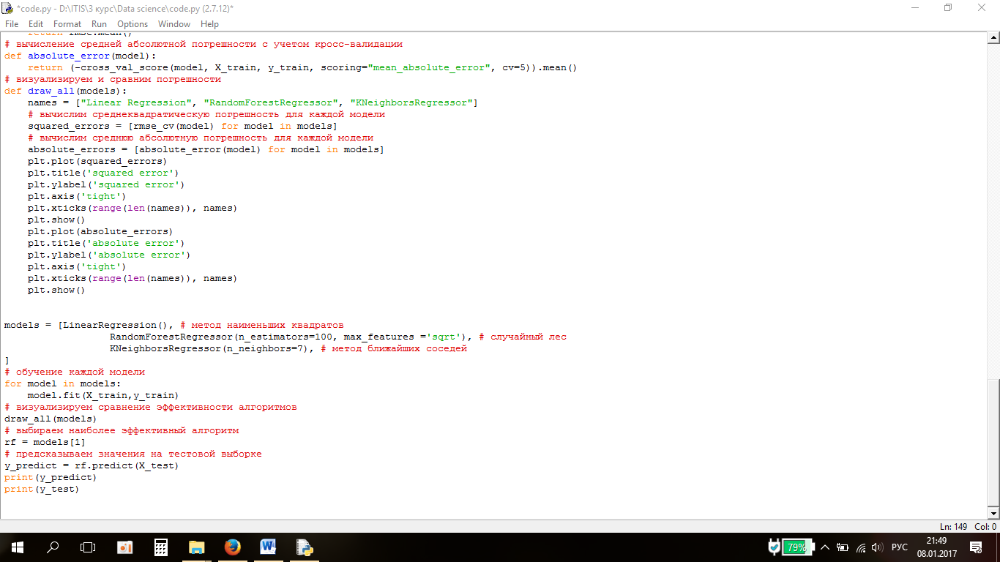 *code.py - D:\ITIS\3 курс\Data science\code.py (2.7.12)*
File Edit Format Run Options Window Help
return rmse.mean()
# вычисление средней абсолютной погрешности с учетом кросс-валидации
def absolute_error(model):
    return (-cross_val_score(model, X_train, y_train, scoring="mean_absolute_error", cv=5)).mean()
# визуализируем и сравним погрешности
def draw_all(models):
    names = ["Linear Regression", "RandomForestRegressor", "KNeighborsRegressor"]
    # вычислим среднеквадратическую погрешность для каждой модели
    squared_errors = [rmse_cv(model) for model in models]
    # вычислим среднюю абсолютную погрешность для каждой модели
    absolute_errors = [absolute_error(model) for model in models]
    plt.plot(squared_errors)
    plt.title('squared error')
    plt.ylabel('squared error')
    plt.axis('tight')
    plt.xticks(range(len(names)), names)
    plt.show()
    plt.plot(absolute_errors)
    plt.title('absolute error')
    plt.ylabel('absolute error')
    plt.axis('tight')
    plt.xticks(range(len(names)), names)
    plt.show()
models = [LinearRegression(), # метод наименьших квадратов
                  RandomForestRegressor(n_estimators=100, max_features ='sqrt'), # случайный лес
                  KNeighborsRegressor(n_neighbors=7), # метод ближайших соседей
]
# обучение каждой модели
for model in models:
    model.fit(X_train,y_train)
# визуализируем сравнение эффективности алгоритмов
draw_all(models)
# выбираем наиболее эффективный алгоритм
rf = models[1]
# предсказываем значения на тестовой выборке
y_predict = rf.predict(X_test)
print(y_predict)
print(y_test)
Ln: 149 Col: 0
79% РУС 21:49
08.01.2017